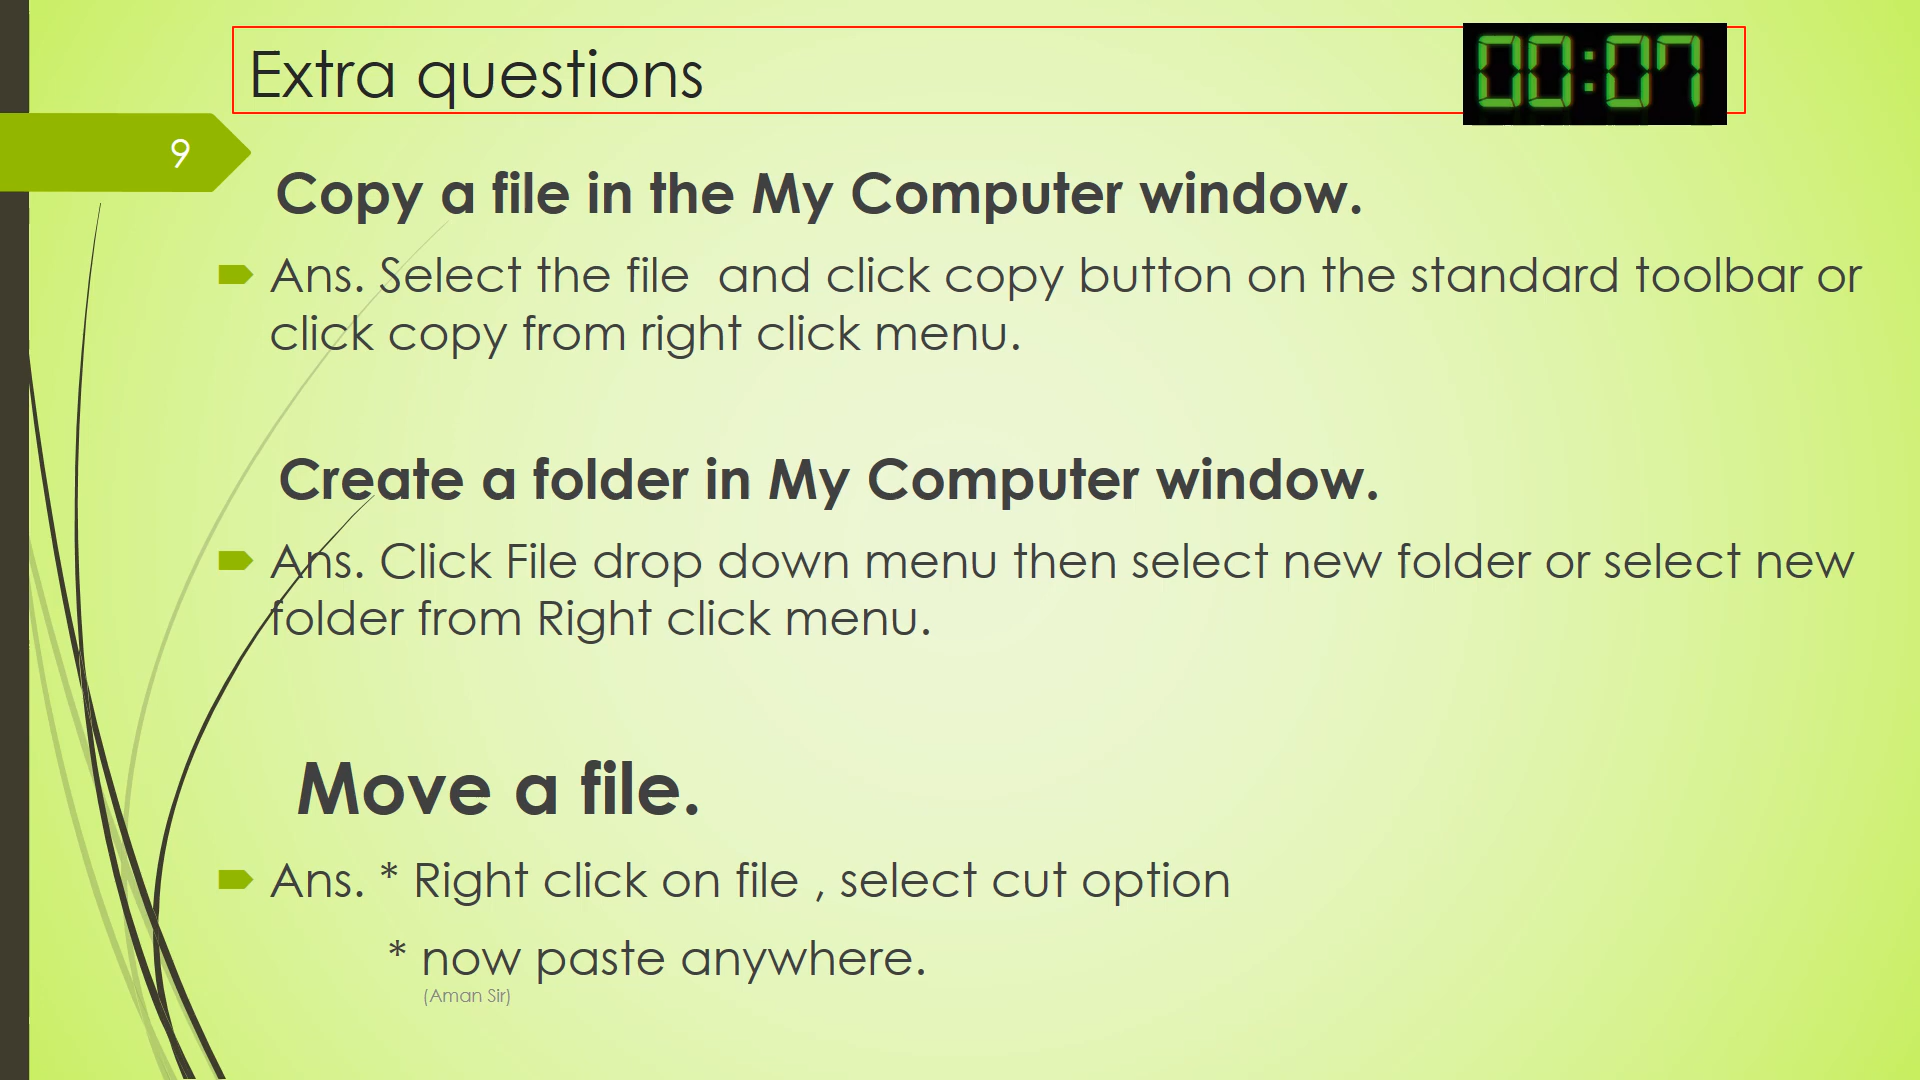 Extra questions
00:07
9
Copy a file in the My Computer window.
Ans. Select the file  and click copy button on the standard toolbar or
click copy from right click menu.
Create a folder in My Computer window.
Ans. Click File drop down menu then select new folder or select new
folder from Right click menu.
Move a file.
Ans. * Right click on file , select cut option
* now paste anywhere.
(Aman Sir)